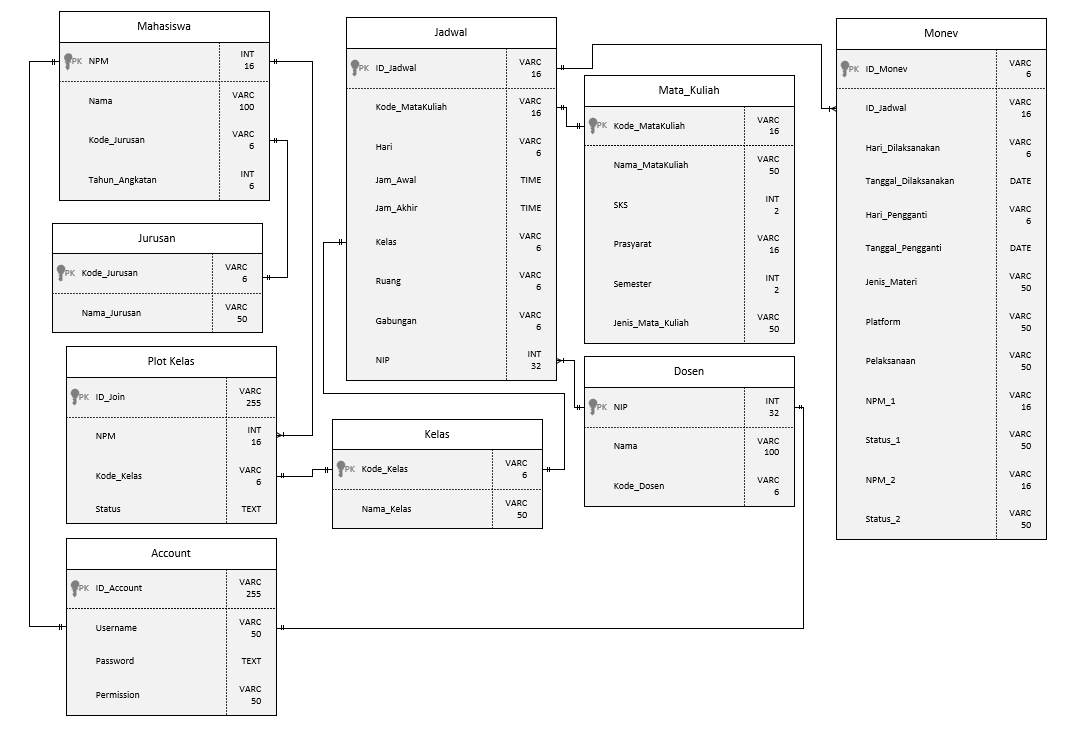 Mahasiswa
PK NPM INT 16
Nama VARC 100
Kode_Jurusan VARC 6
Tahun_Angkatan INT 6
Jurusan
PK Kode_Jurusan VARC 6
Nama_Jurusan VARC 50
Plot Kelas
PK ID_Join VARC 255
NPM INT 16
Kode_Kelas VARC 6
Status TEXT
Account
PK ID_Account VARC 255
Username VARC 50
Password TEXT
Permission VARC 50
Jadwal
PK ID_Jadwal VARC 16
Kode_MataKuliah VARC 16
Hari VARC 6
Jam_Awal TIME
Jam_Akhir TIME
Kelas VARC 6
Ruang VARC 6
Gabungan VARC 6
NIP INT 32
Kelas
PK Kode_Kelas VARC 6
Nama_Kelas VARC 50
Mata_Kuliah
PK Kode_MataKuliah VARC 16
Nama_MataKuliah VARC 50
SKS INT 2
Prasyarat VARC 16
Semester INT 2
Jenis_Mata_Kuliah VARC 50
Dosen
PK NIP INT 32
Nama VARC 100
Kode_Dosen VARC 6
Monev
PK ID_Monev VARC 6
ID_Jadwal VARC 16
Hari_Dilaksanakan VARC 6
Tanggal_Dilaksanakan DATE
Hari_Pengganti VARC 6
Tanggal_Pengganti DATE
Jenis_Materi VARC 50
Platform VARC 50
Pelaksanaan VARC 50
NPM_1 VARC 16
Status_1 VARC 50
NPM_2 VARC 16
Status_2 VARC 50